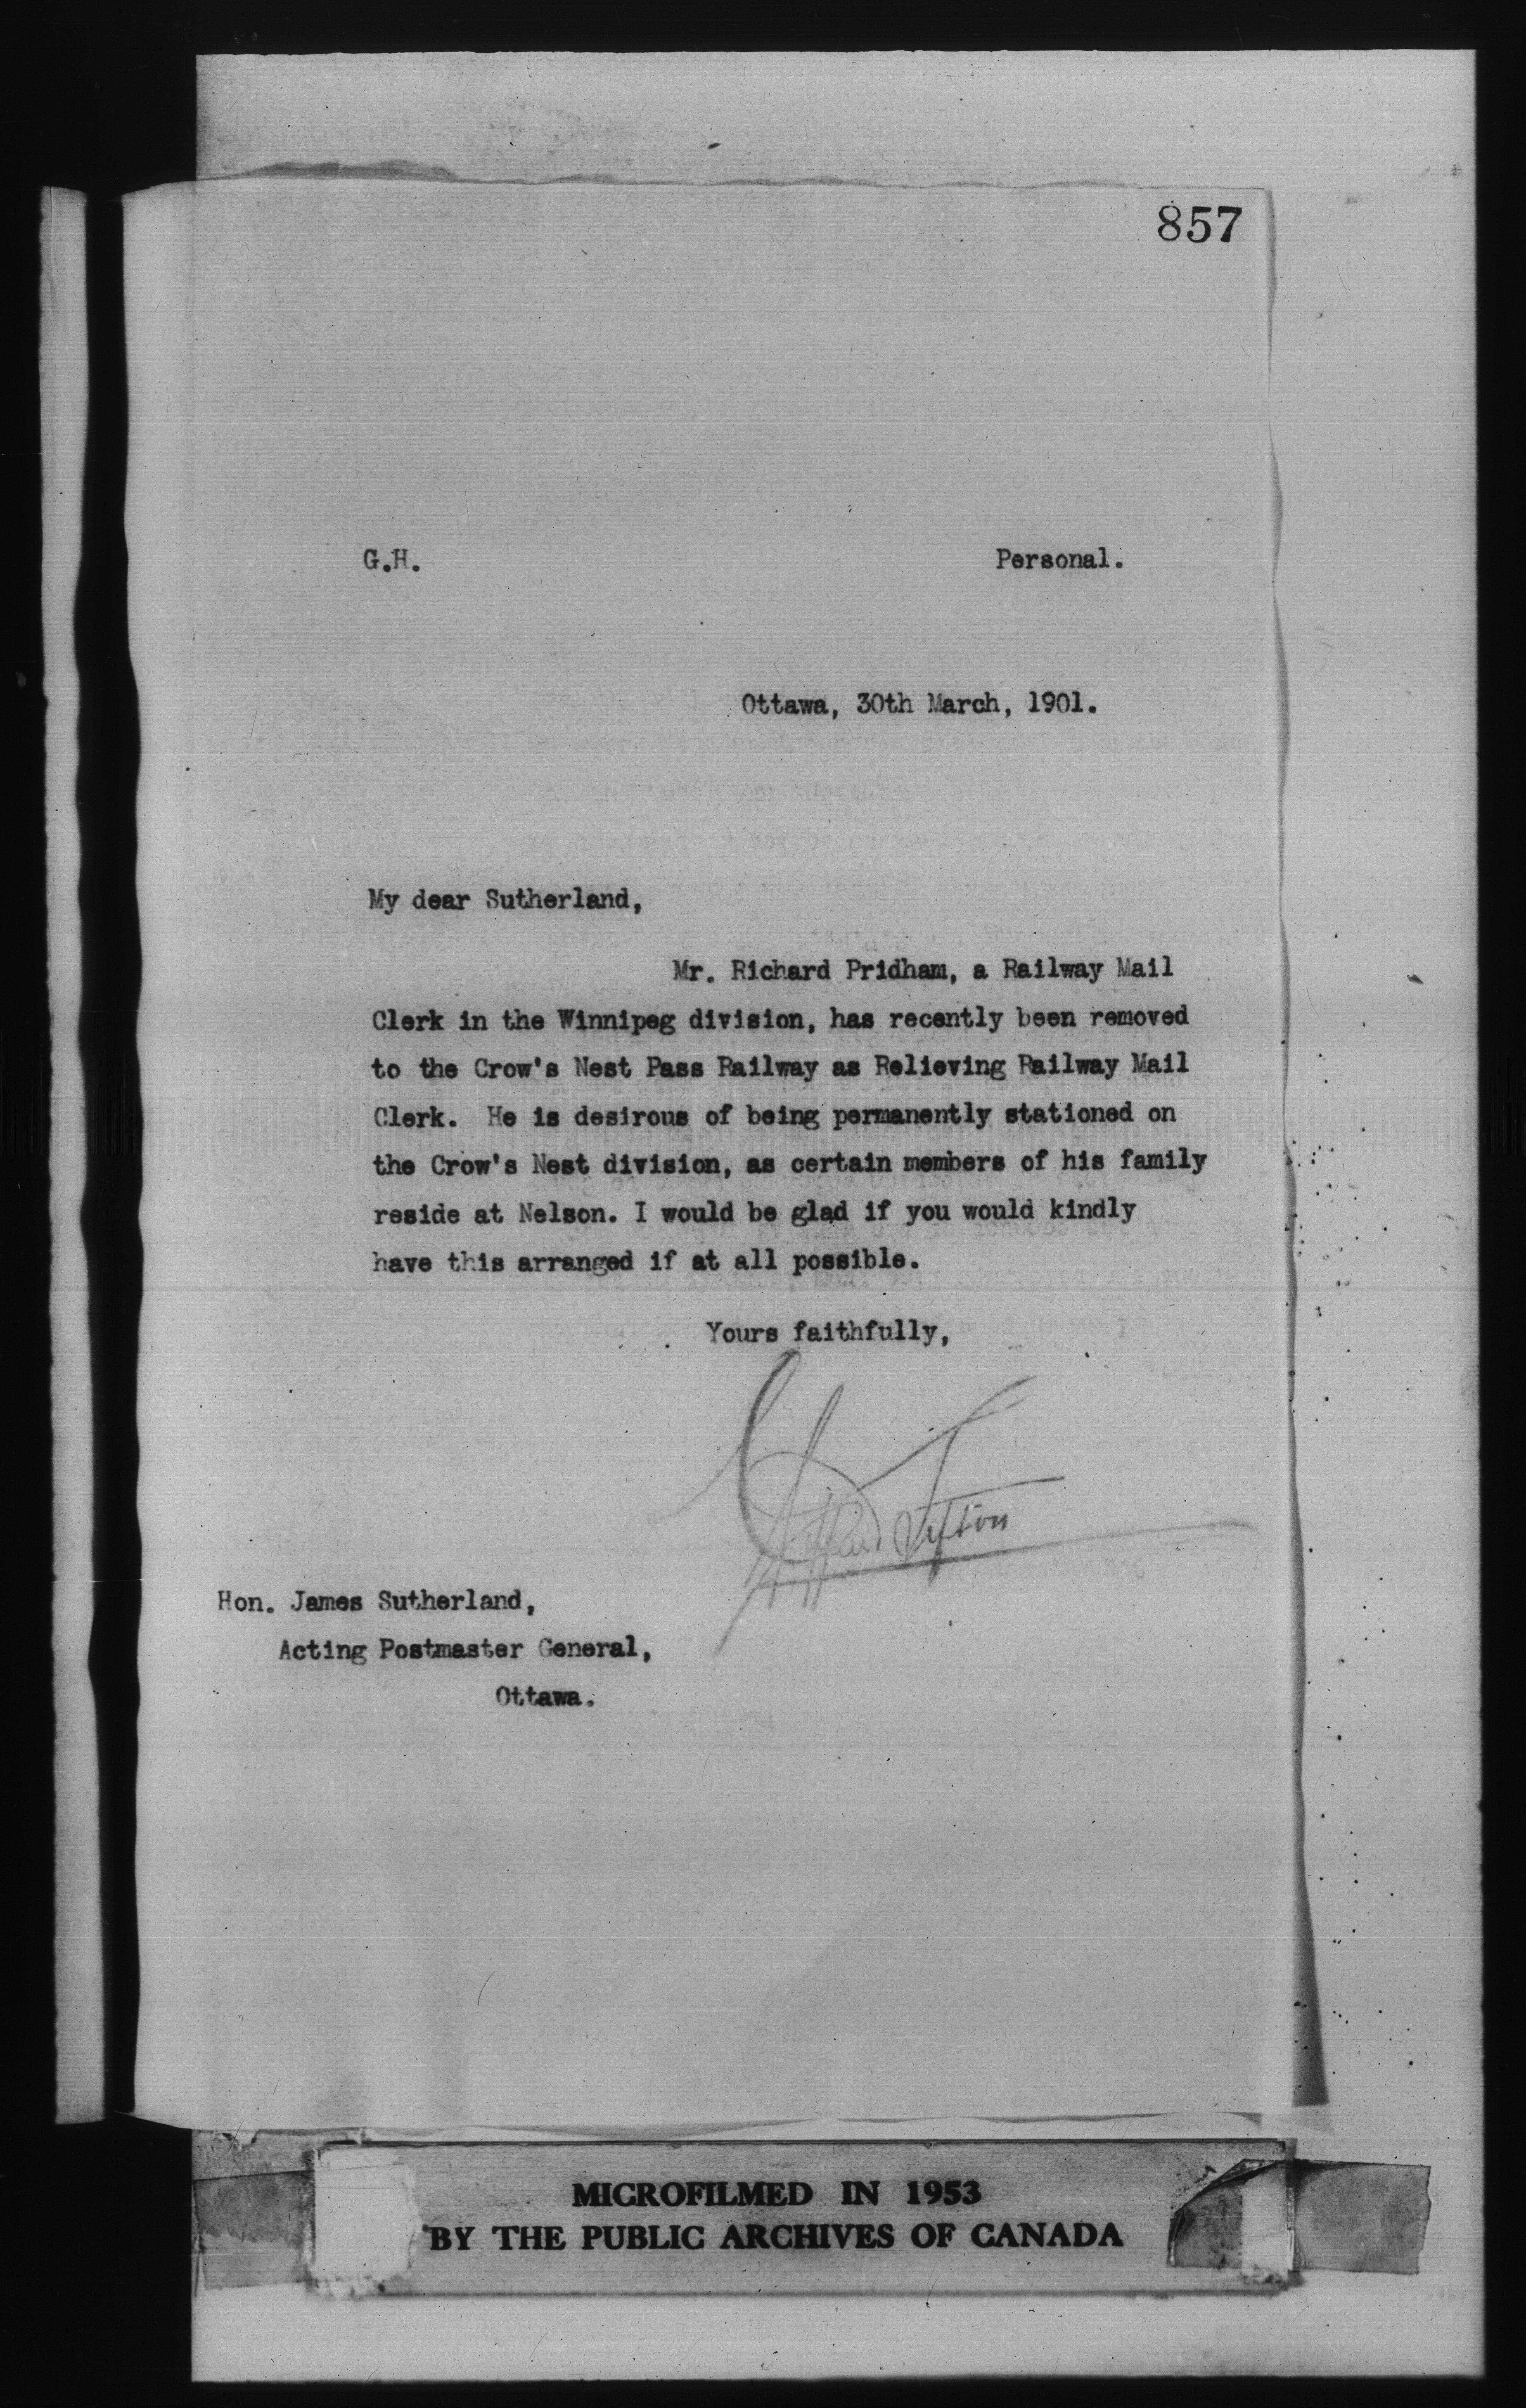 857
G.H. Personal.
Ottawa, 30th March, 1901.
My dear Sutherland,
Mr. Richard Pridham, a Railway Mail
Clerk in the Winnipeg division, has recently been removed
to the Crow's Nest Pass Railway as Relieving Railway Mail
Clerk. He is desirous of being permanently stationed on
the Crow's Nest division, as certain members of his family
reside at Nelson. I would be glad if you would kindly
have this arranged if at all possible.
Yours faithfully,
Clifford Sifton
Hon. James Sutherland,
Acting Postmaster General,
Ottawa.
MICROFILMED IN 1953
BY THE PUBLIC ARCHIVES OF CANADA